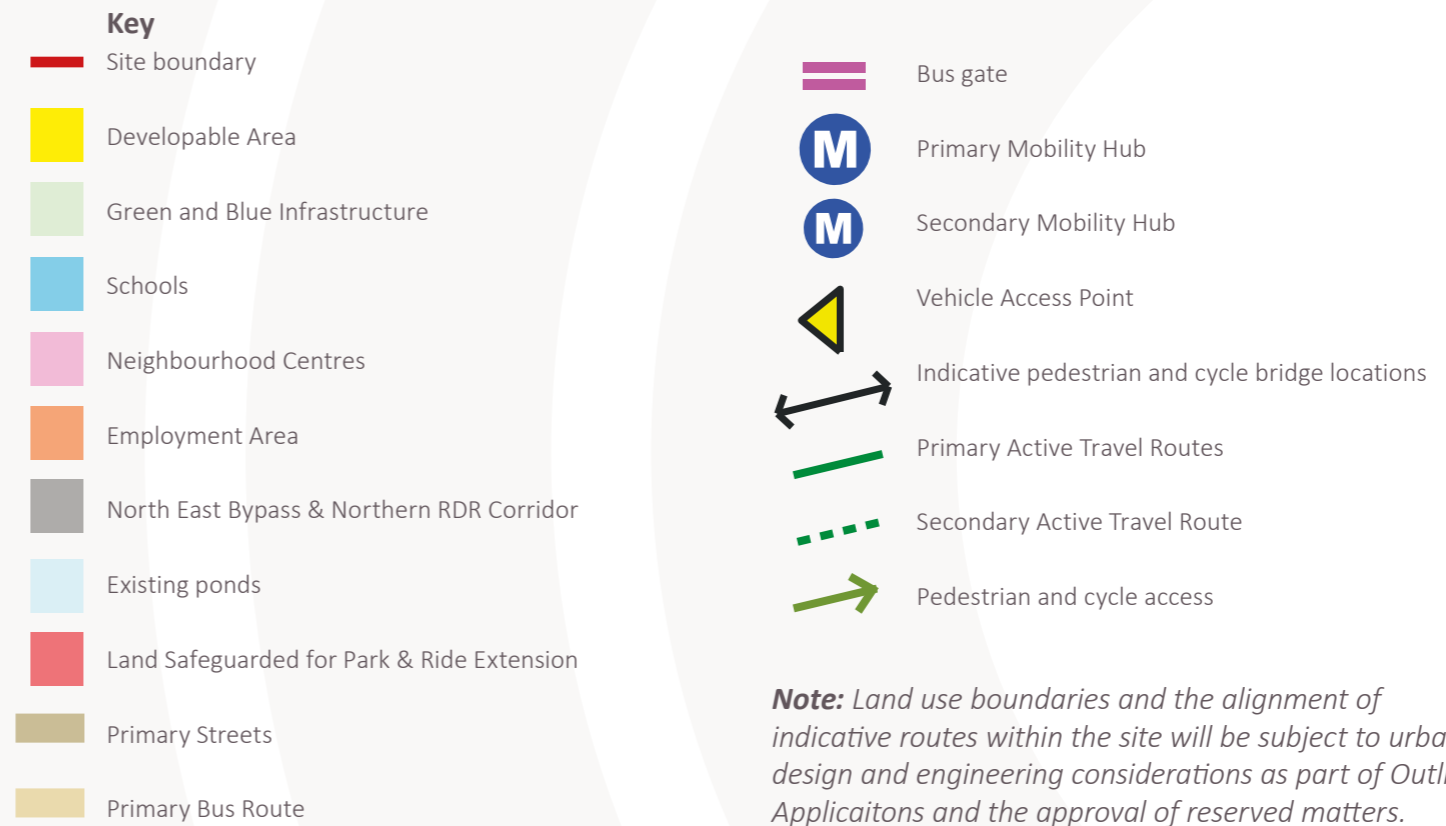 Key
Site boundary
Developable Area
Green and Blue Infrastructure
Schools
Neighbourhood Centres
Employment Area
North East Bypass & Northern RDR Corridor
Existing ponds
Land Safeguarded for Park & Ride Extension
Primary Streets
Primary Bus Route
Bus gate
M
Primary Mobility Hub
M
Secondary Mobility Hub
Vehicle Access Point
Indicative pedestrian and cycle bridge locations
Primary Active Travel Routes
Secondary Active Travel Route
Pedestrian and cycle access
Note: Land use boundaries and the alignment of
indicative routes within the site will be subject to urba
design and engineering considerations as part of Outli
Applicaitons and the approval of reserved matters.